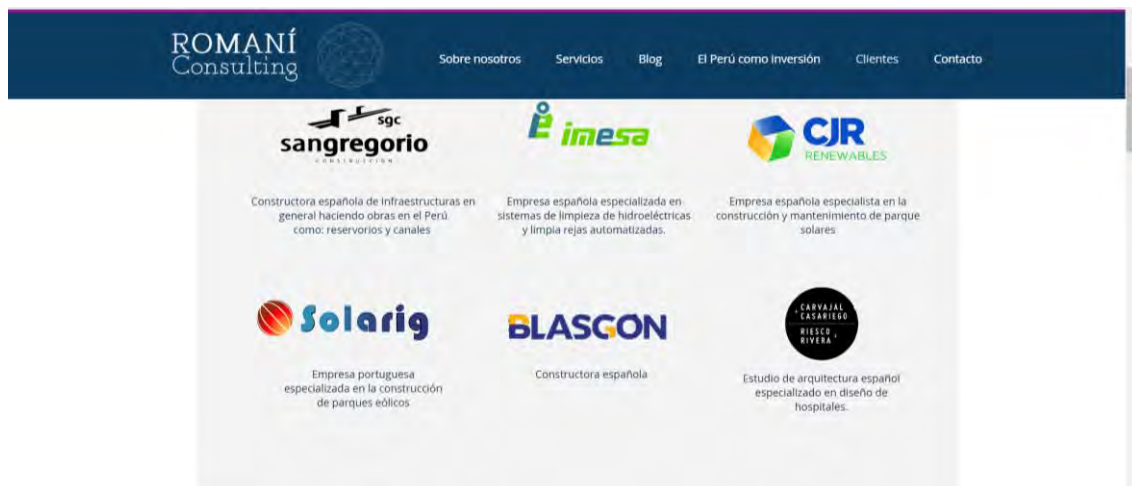 ROMANÍ
Consulting
Sobre nosotros Servicios Blog El Perú como inversión Clientes Contacto
sgc
sangregorio
CONSTRUCCIÓN
imesa
CJR
RENEWABLES
Constructora española de infraestructuras en
general haciendo obras en el Perú
como: reservorios y canales
Empresa española especializada en
sistemas de limpieza de hidroeléctricas
y limpia rejas automatizadas.
Empresa española especialista en la
construcción y mantenimiento de parque
solares
Solarig
BLASGON
CARVAJAL
CASARIEGO
RIESCO
RIVERA
Empresa portuguesa
especializada en la construcción
de parques eólicos
Constructora española
Estudio de arquitectura español
especializado en diseño de
hospitales.